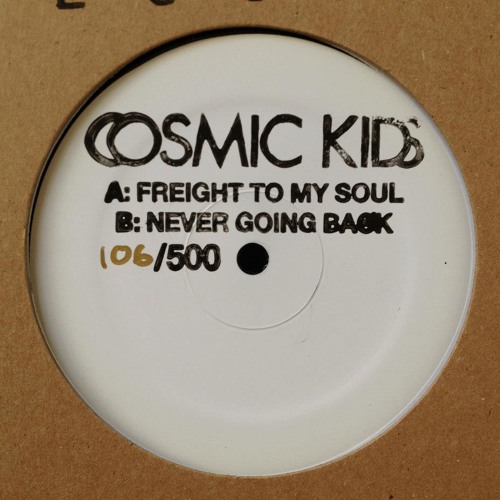 COSMIC KIDS
A: FREIGHT TO MY SOUL
B: NEVER GOING BACK
106/500